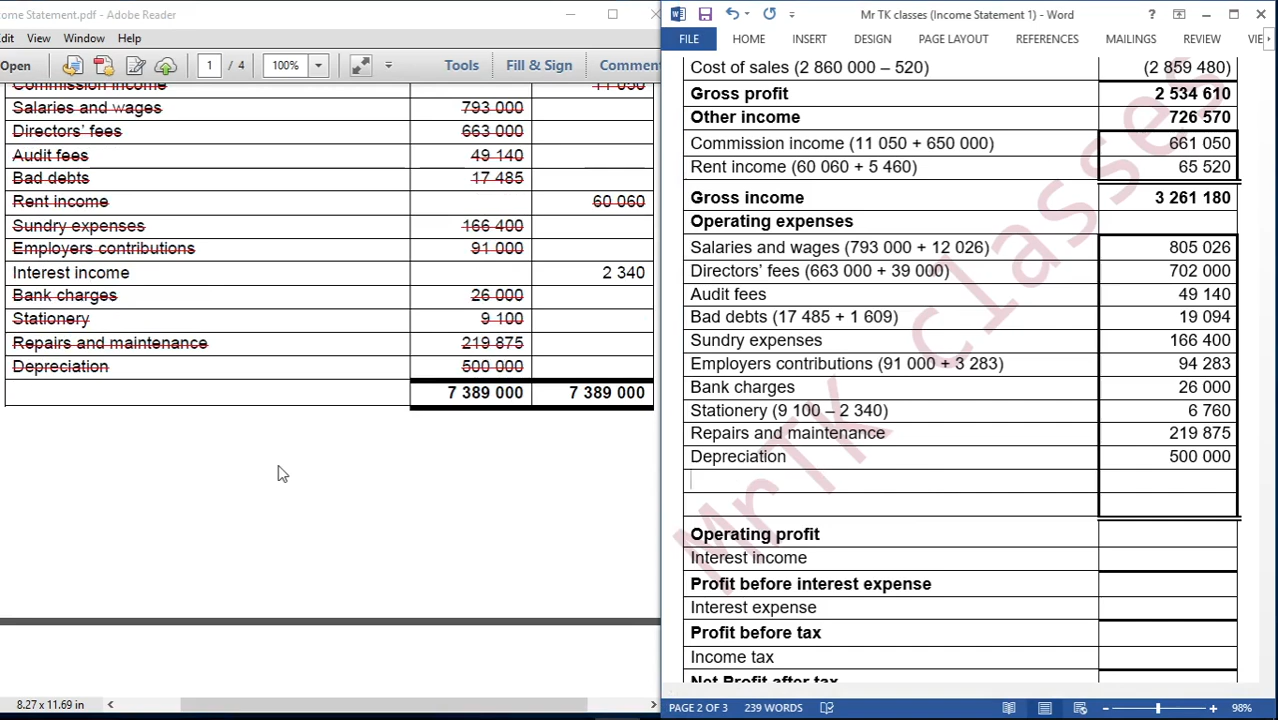 ome Statement.pdf - Adobe Reader
dit View Window Help
Open 1 / 4 100% Tools Fill & Sign Comment
Commission income 11 050
Salaries and wages 793 000
Directors' fees 663 000
Audit fees 49 140
Bad debts 17 485
Rent income 60 060
Sundry expenses 166 400
Employers contributions 91 000
Interest income 2 340
Bank charges 26 000
Stationery 9 100
Repairs and maintenance 219 875
Depreciation 500 000
7 389 000 7 389 000
8.27 x 11.69 in
Mr TK classes (Income Statement 1) - Word
FILE HOME INSERT DESIGN PAGE LAYOUT REFERENCES MAILINGS REVIEW VIE
Cost of sales (2 860 000 – 520) (2 859 480)
Gross profit 2 534 610
Other income 726 570
Commission income (11 050 + 650 000) 661 050
Rent income (60 060 + 5 460) 65 520
Gross income 3 261 180
Operating expenses
Salaries and wages (793 000 + 12 026) 805 026
Directors' fees (663 000 + 39 000) 702 000
Audit fees 49 140
Bad debts (17 485 + 1 609) 19 094
Sundry expenses 166 400
Employers contributions (91 000 + 3 283) 94 283
Bank charges 26 000
Stationery (9 100 – 2 340) 6 760
Repairs and maintenance 219 875
Depreciation 500 000
Operating profit
Interest income
Profit before interest expense
Interest expense
Profit before tax
Income tax
Net Profit after tax
MrTK classes
PAGE 2 OF 3 239 WORDS 98%